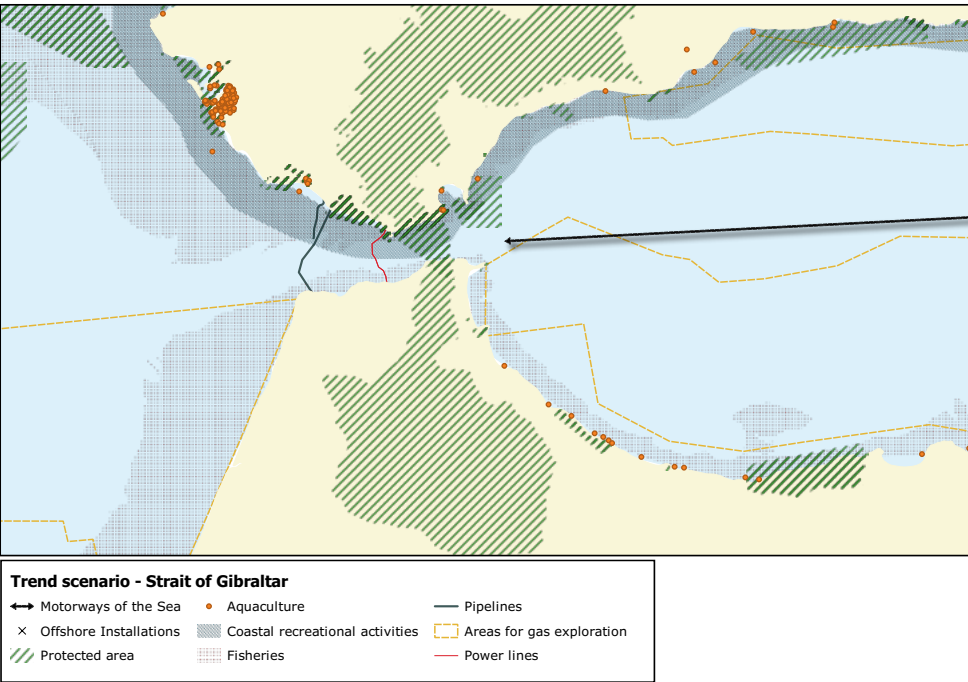 Trend scenario - Strait of Gibraltar
Motorways of the Sea
Aquaculture
Pipelines
Offshore Installations
Coastal recreational activities
Areas for gas exploration
Protected area
Fisheries
Power lines